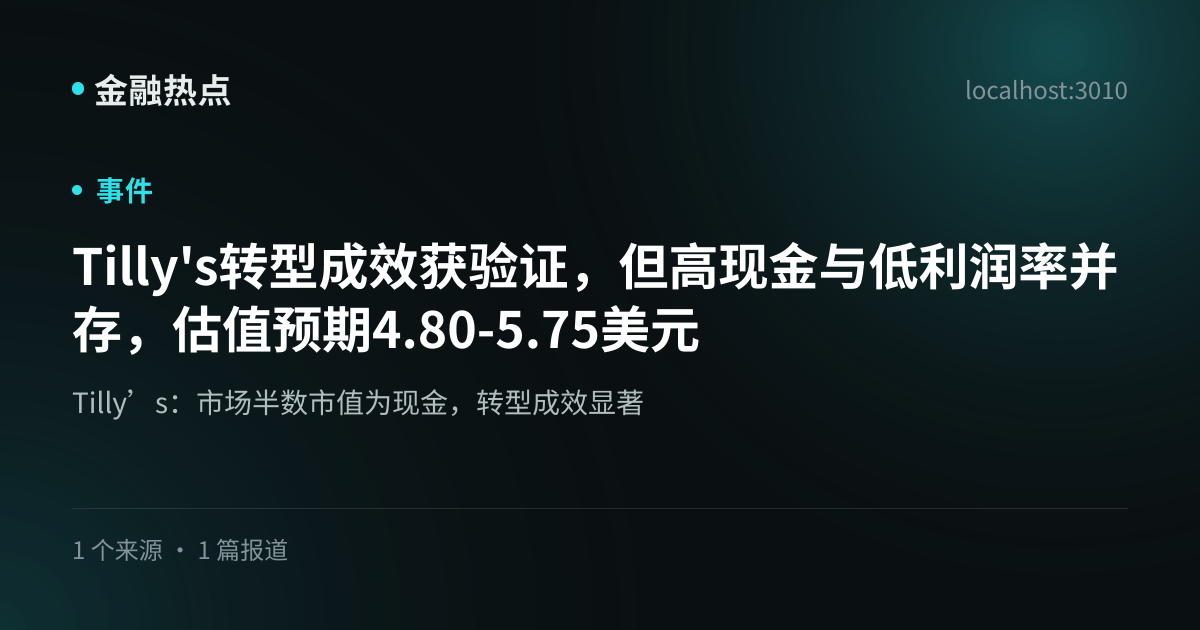 金融热点
localhost:3010
事件
Tilly's转型成效获验证，但高现金与低利润率并
存，估值预期4.80-5.75美元
Tilly’s：市场半数市值为现金，转型成效显著
1 个来源 · 1 篇报道